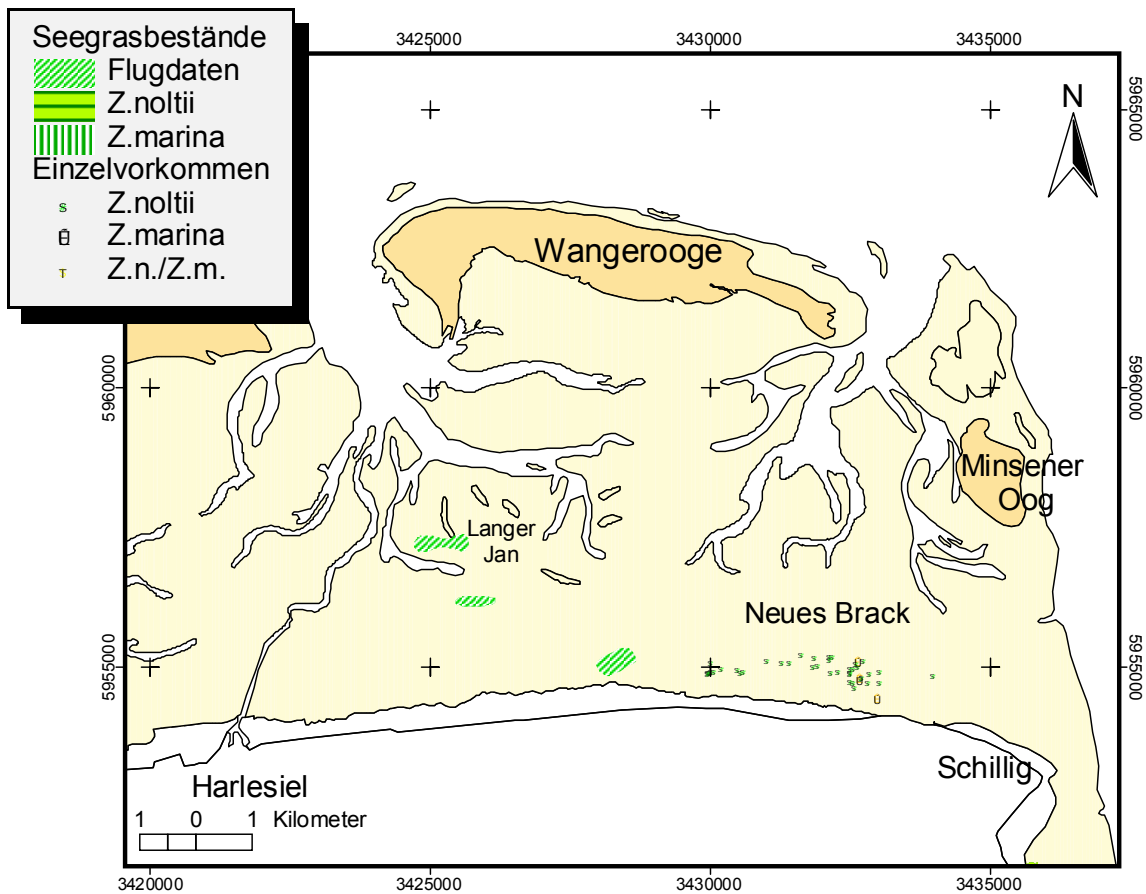 Seegrasbestände
Flugdaten
Z.noltii
Z.marina
Einzelvorkommen
s Z.noltii
Z.marina
T Z.n./Z.m.
3425000 3430000 3435000
N
5965000
Wangerooge
5960000 5960000
Minsener
Oog
Langer
Jan
Neues Brack
5955000 5955000
Schillig
Harlesiel
1 0 1 Kilometer
3420000 3425000 3430000 3435000